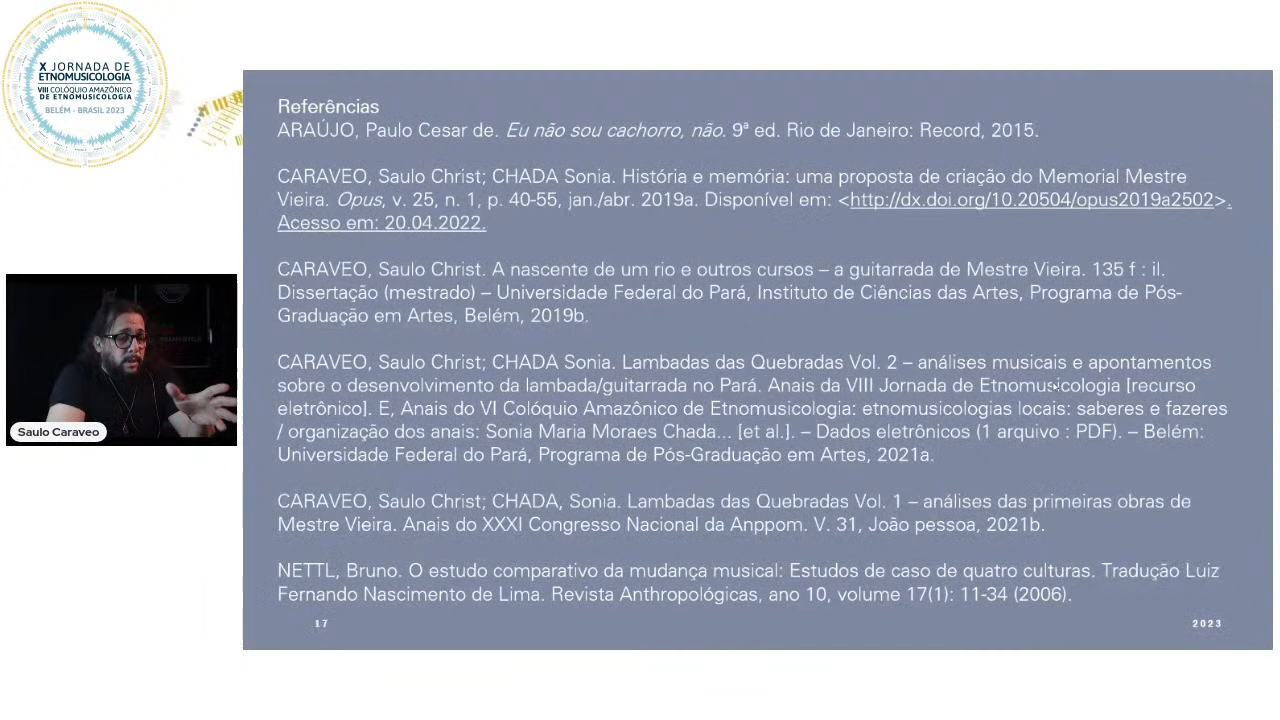 X JORNADA DE
ETNOMUSICOLOGIA
VIII COLÓQUIO AMAZÔNICO
DE ETNOMUSICOLOGIA
BELÉM - BRASIL 2023
Saulo Caraveo
Referências
ARAÚJO, Paulo Cesar de. Eu não sou cachorro, não. 9ª ed. Rio de Janeiro: Record, 2015.
CARAVEO, Saulo Christ; CHADA Sonia. História e memória: uma proposta de criação do Memorial Mestre
Vieira. Opus, v. 25, n. 1, p. 40-55, jan./abr. 2019a. Disponível em: <http://dx.doi.org/10.20504/opus2019a2502>.
Acesso em: 20.04.2022.
CARAVEO, Saulo Christ. A nascente de um rio e outros cursos – a guitarrada de Mestre Vieira. 135 f : il.
Dissertação (mestrado) – Universidade Federal do Pará, Instituto de Ciências das Artes, Programa de Pós-
Graduação em Artes, Belém, 2019b.
CARAVEO, Saulo Christ; CHADA Sonia. Lambadas das Quebradas Vol. 2 – análises musicais e apontamentos
sobre o desenvolvimento da lambada/guitarrada no Pará. Anais da VIII Jornada de Etnomusicologia [recurso
eletrônico]. E, Anais do VI Colóquio Amazônico de Etnomusicologia: etnomusicologias locais: saberes e fazeres
/ organização dos anais: Sonia Maria Moraes Chada... [et al.]. – Dados eletrônicos (1 arquivo : PDF). – Belém:
Universidade Federal do Pará, Programa de Pós-Graduação em Artes, 2021a.
CARAVEO, Saulo Christ; CHADA, Sonia. Lambadas das Quebradas Vol. 1 – análises das primeiras obras de
Mestre Vieira. Anais do XXXI Congresso Nacional da Anppom. V. 31, João pessoa, 2021b.
NETTL, Bruno. O estudo comparativo da mudança musical: Estudos de caso de quatro culturas. Tradução Luiz
Fernando Nascimento de Lima. Revista Anthropológicas, ano 10, volume 17(1): 11-34 (2006).
17
2023